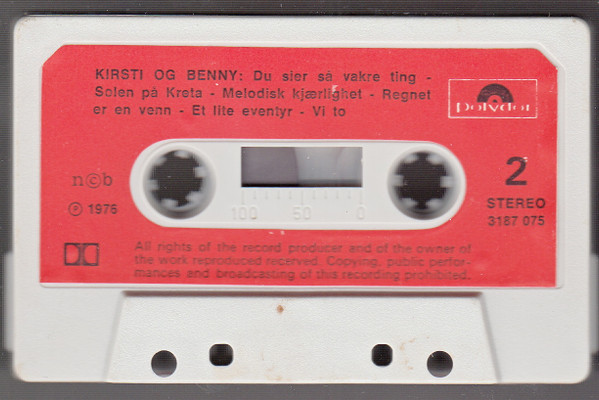 KIRSTI OG BENNY: Du sier så vakre ting -
Solen på Kreta - Melodisk kjærlighet - Regnet
er en venn - Et lite eventyr - Vi to
Polydor
n©b
℗ 1976
2
STEREO
3187 075
100 50 0
All rights of the record producer and of the owner of
the work reproduced received. Copying, public perfor-
mances and broadcasting of this recording prohibited.